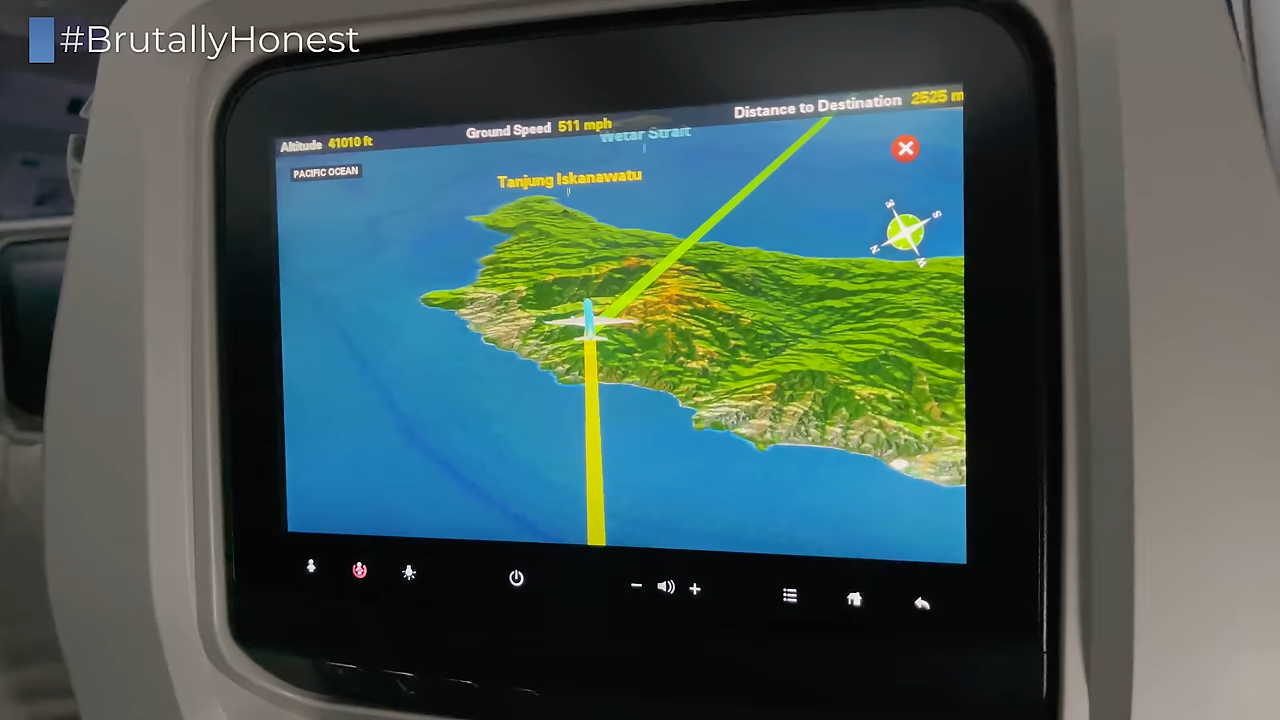 #BrutallyHonest
Altitude 41010 ft
Ground Speed 511 mph
Distance to Destination 2525 m
Wetar Strait
PACIFIC OCEAN
Tanjung Iskanawatu